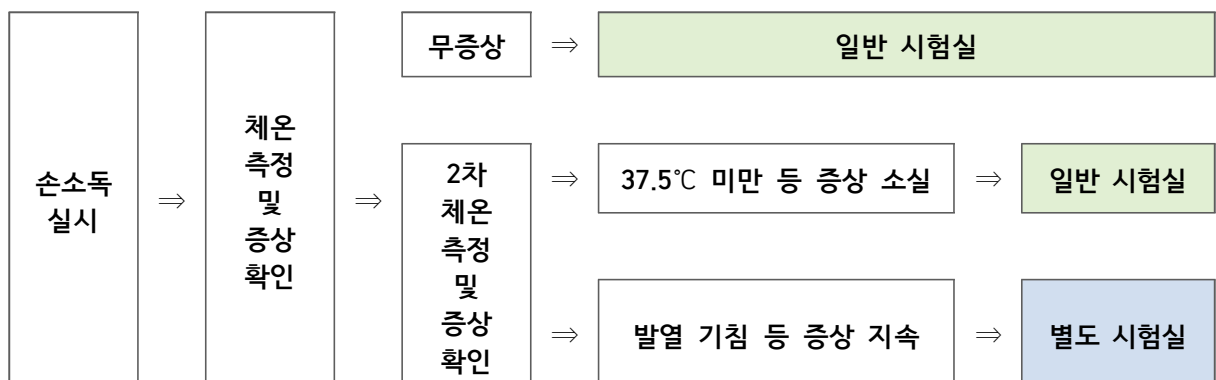 손소독
실시
⇒
체온
측정
및
증상
확인
⇒
무증상 ⇒ 일반 시험실
2차
체온
측정
및
증상
확인
⇒ 37.5℃ 미만 등 증상 소실 ⇒ 일반 시험실
⇒ 발열 기침 등 증상 지속 ⇒ 별도 시험실